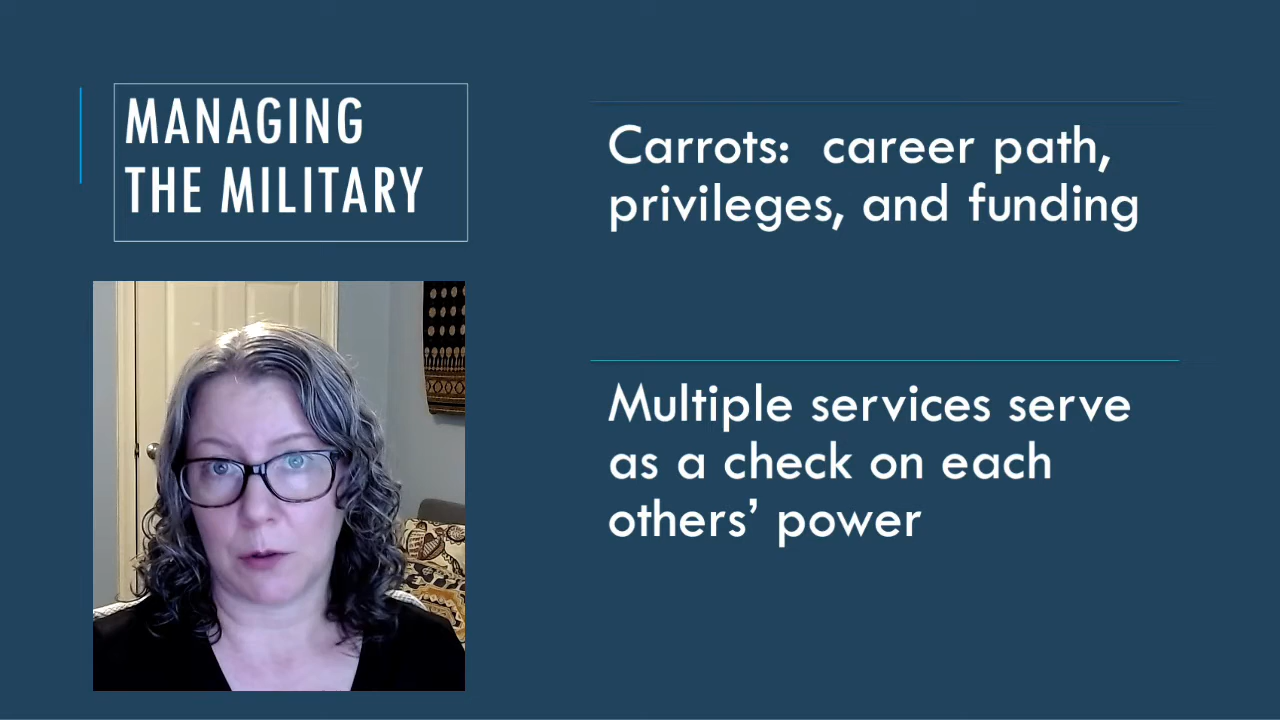 MANAGING
THE MILITARY
Carrots:  career path,
privileges, and funding
Multiple services serve
as a check on each
others’ power